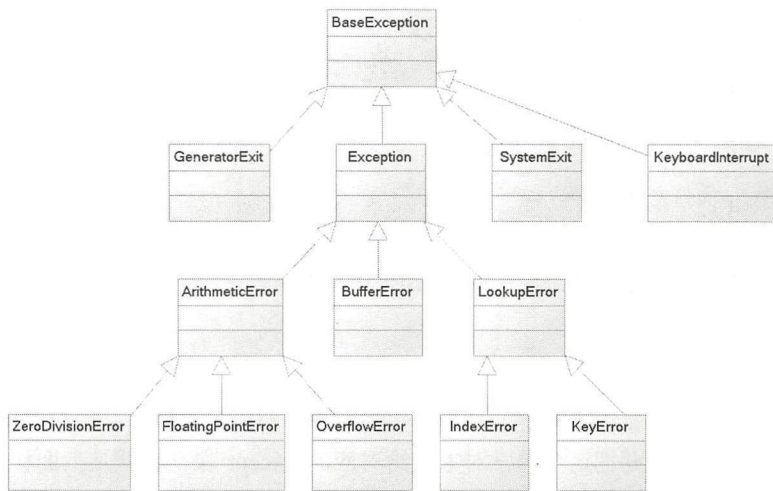 BaseException
GeneratorExit
Exception
SystemExit
KeyboardInterrupt
ArithmeticError
BufferError
LookupError
ZeroDivisionError
FloatingPointError
OverflowError
IndexError
KeyError